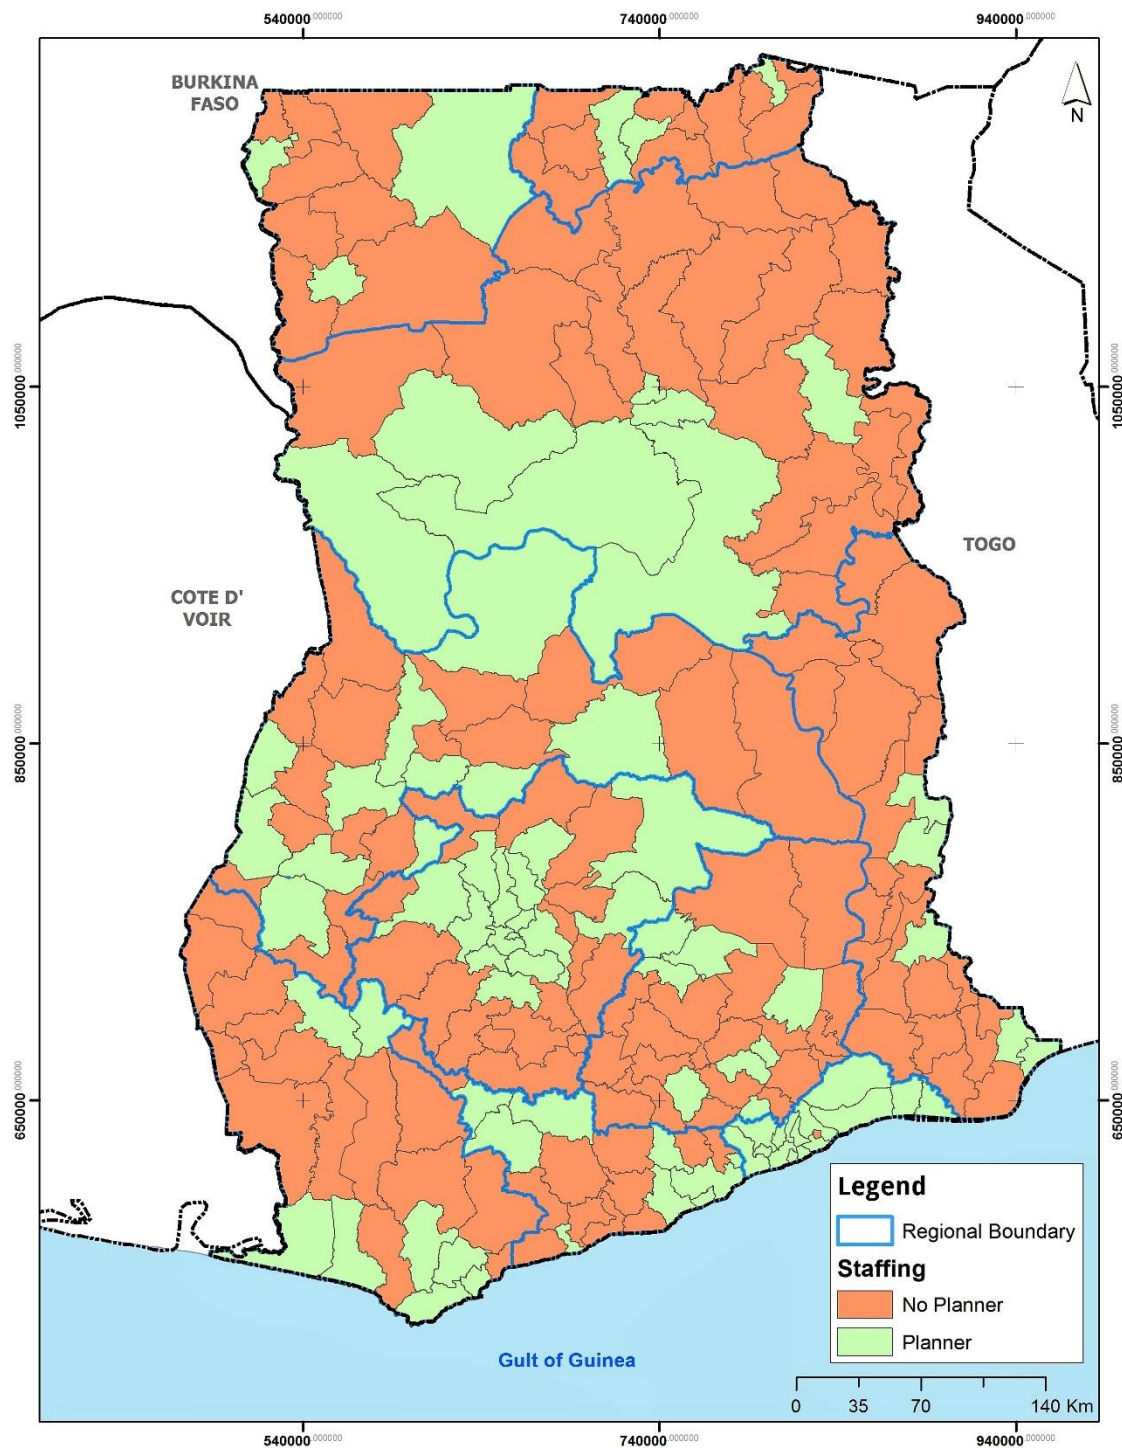 540000.000000
740000.000000
940000.000000
BURKINA
FASO
N
1050000.000000
1050000.000000
TOGO
COTE D'
VOIR
850000.000000
850000.000000
650000.000000
650000.000000
Legend
Regional Boundary
Staffing
No Planner
Planner
Gult of Guinea
0 35 70 140 Km
540000.000000
740000.000000
940000.000000